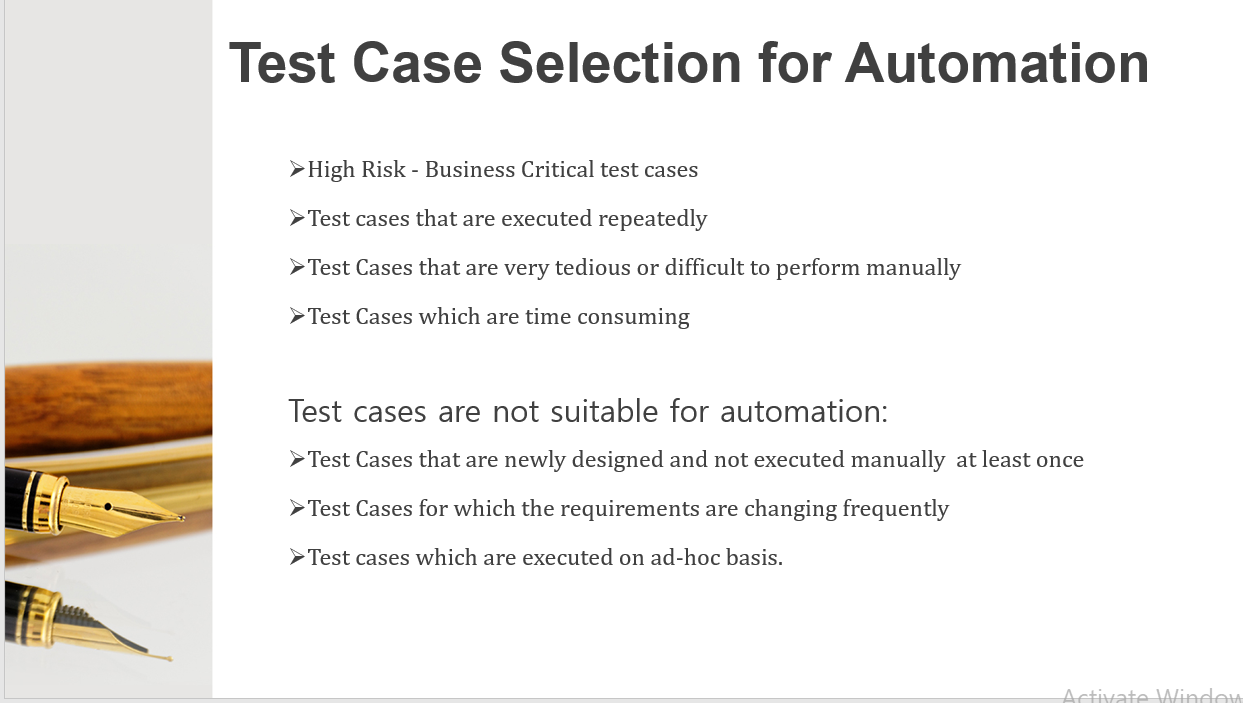 Test Case Selection for Automation
➢High Risk - Business Critical test cases
➢Test cases that are executed repeatedly
➢Test Cases that are very tedious or difficult to perform manually
➢Test Cases which are time consuming
Test cases are not suitable for automation:
➢Test Cases that are newly designed and not executed manually  at least once
➢Test Cases for which the requirements are changing frequently
➢Test cases which are executed on ad-hoc basis.
Activate Window